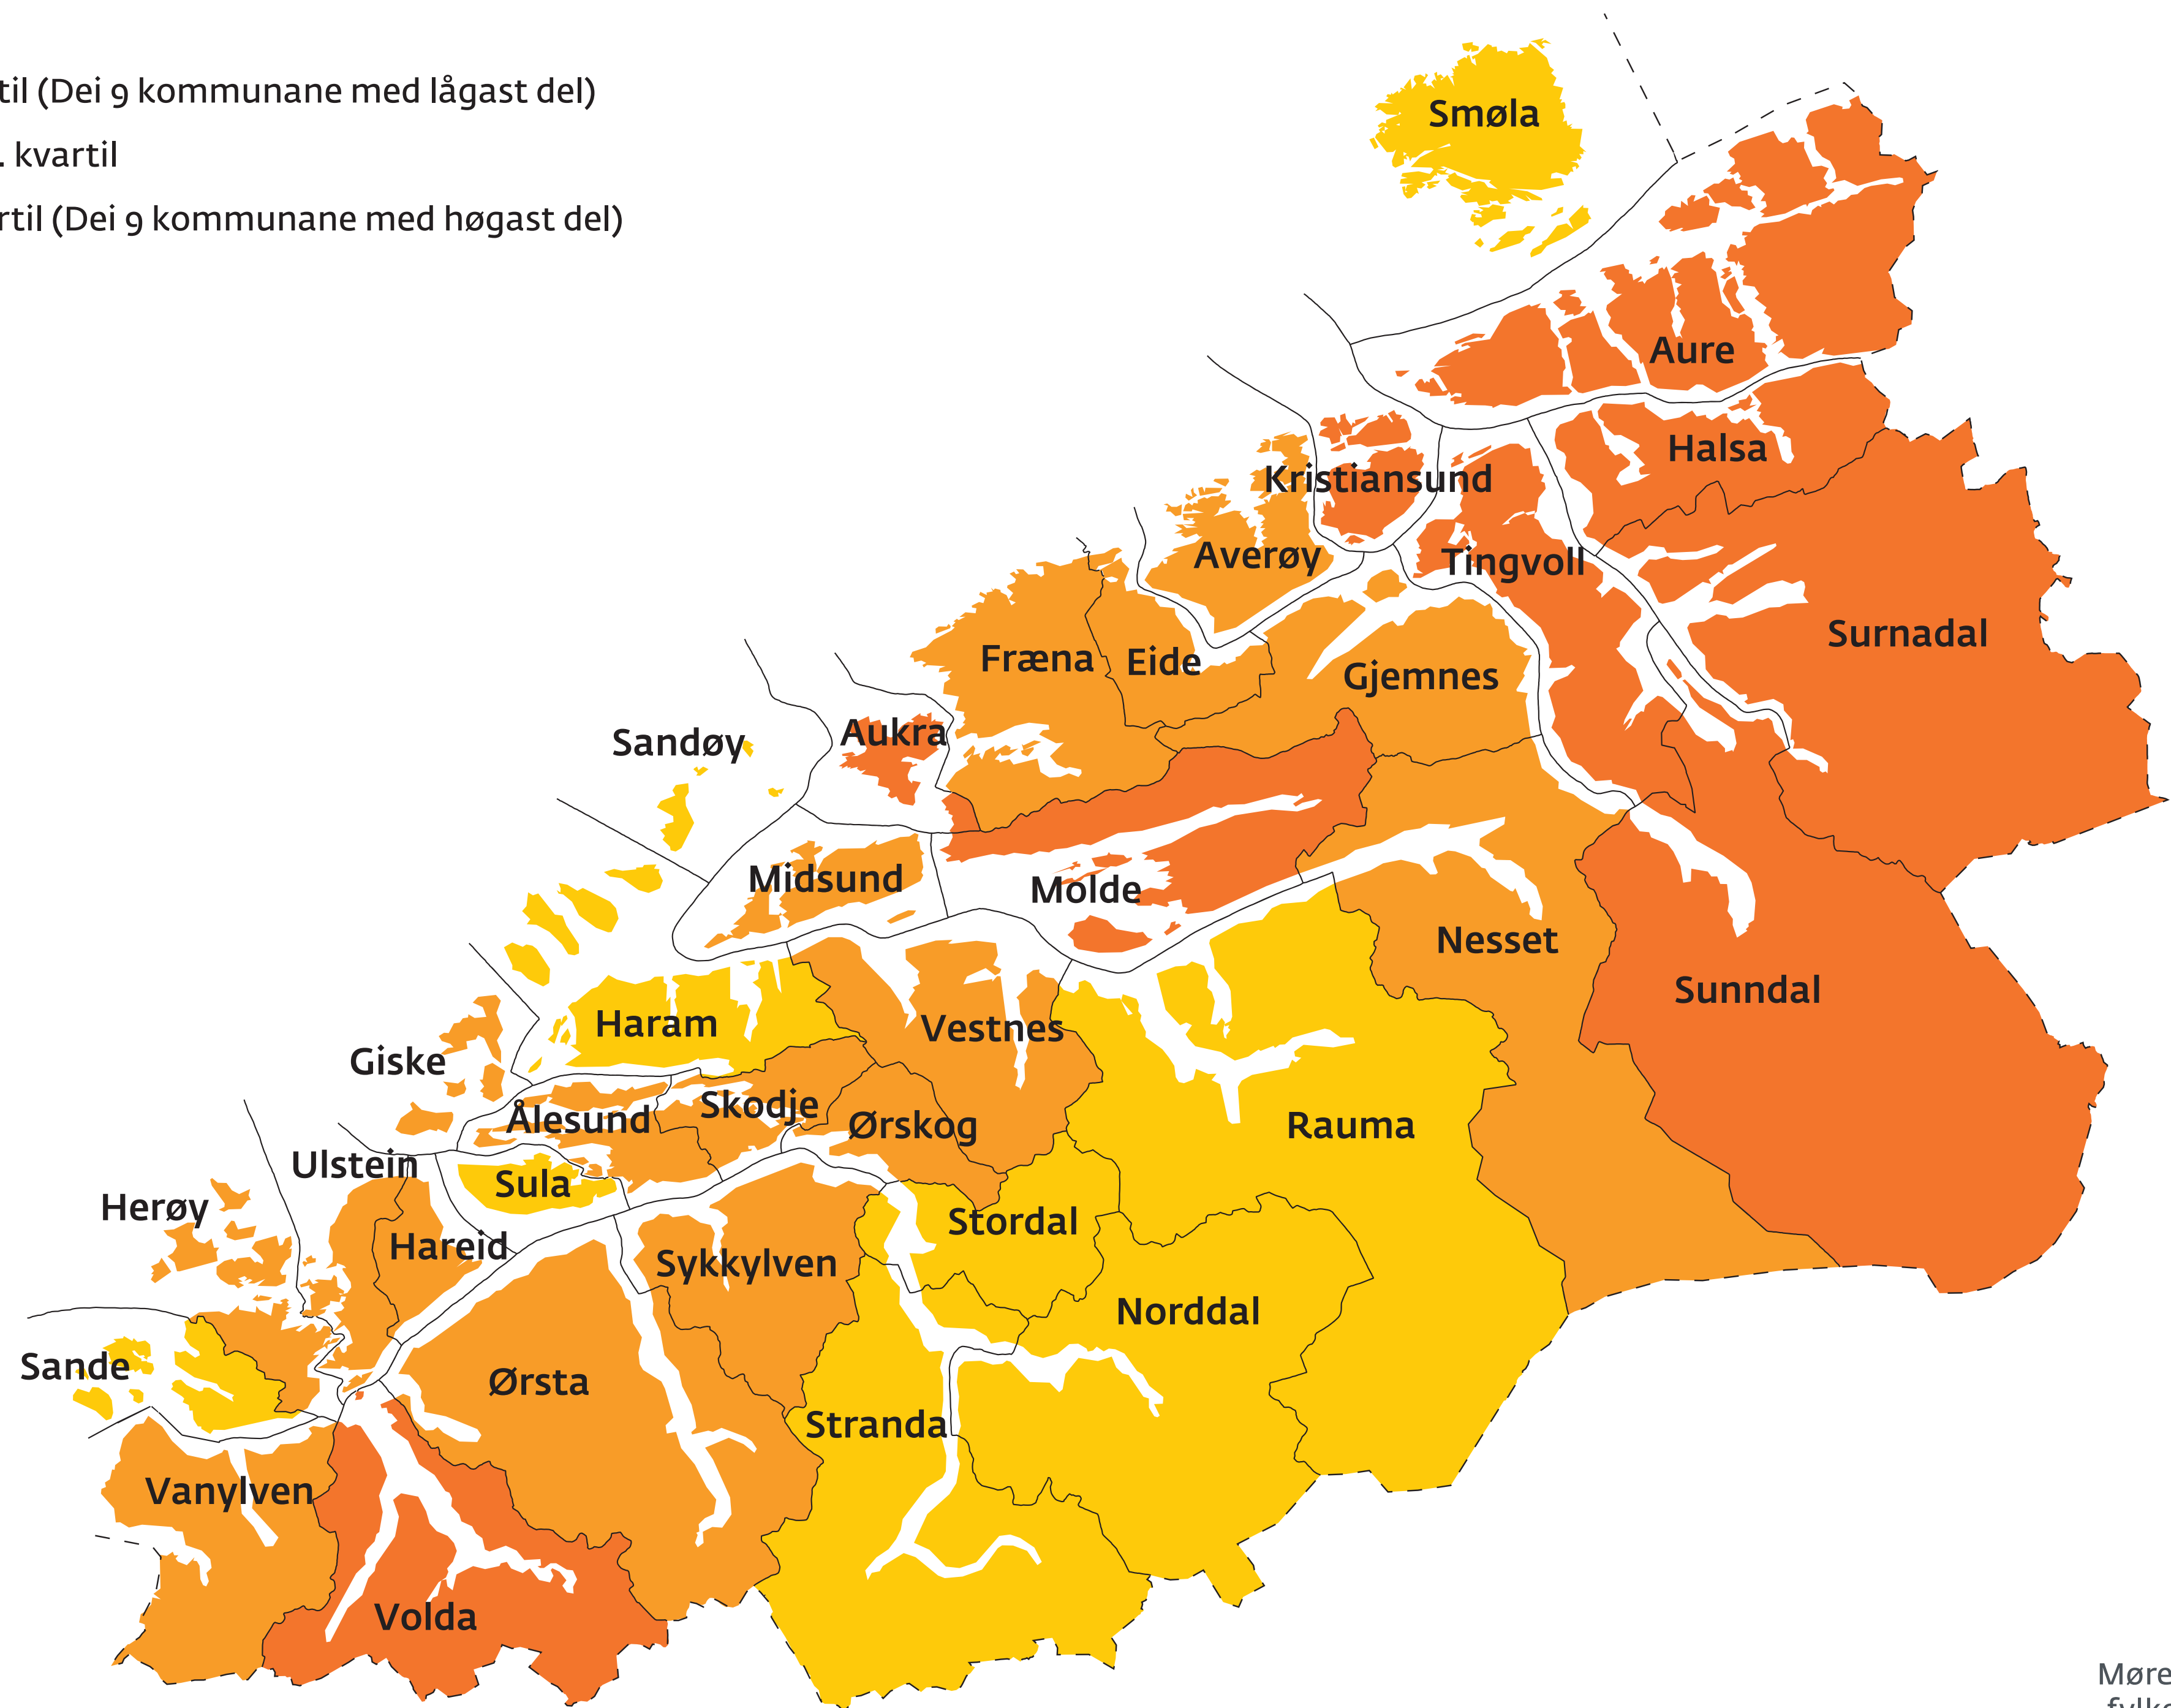 til (Dei 9 kommunane med lågast del)
. kvartil
rtil (Dei 9 kommunane med høgast del)
Smøla
Aure
Halsa
Kristiansund
Averøy
Tingvoll
Surnadal
Fræna
Eide
Gjemnes
Aukra
Sandøy
Midsund
Molde
Nesset
Sunndal
Haram
Vestnes
Giske
Skodje
Ålesund
Ørskog
Rauma
Ulstein
Sula
Herøy
Stordal
Hareid
Sykkylven
Norddal
Sande
Ørsta
Stranda
Vanylven
Volda
Møre
fylke